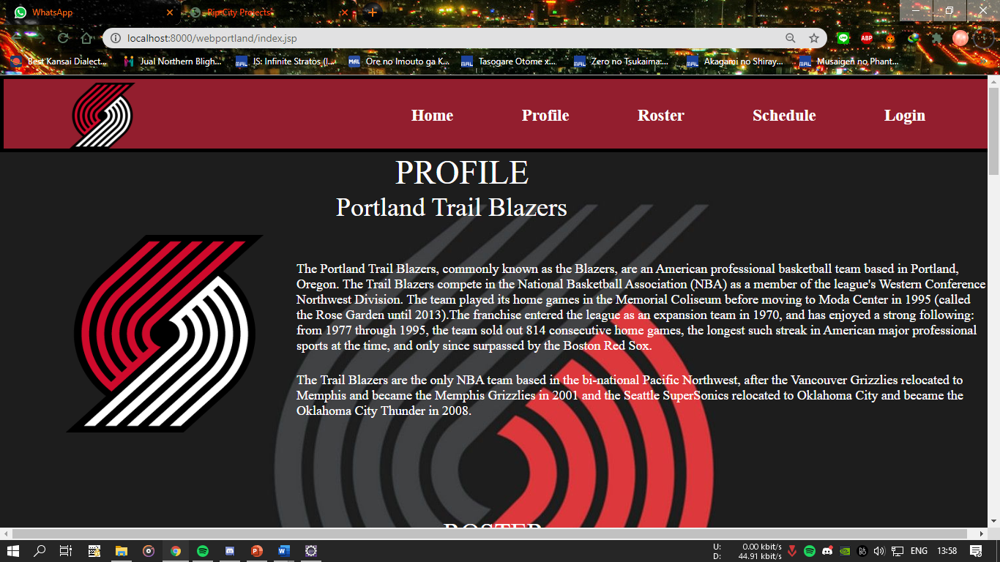 WhatsApp
Rip City Projects
localhost:8000/webportland/index.jsp
ABP
Best Kansai Dialect...
Jual Northern Bligh...
MAL IS: Infinite Stratos (I...
MAL Ore no Imouto ga K...
MAL Tasogare Otome x...
MAL Zero no Tsukaima:...
MAL Akagami no Shiray...
MAL Musaigen no Phant...
Home
Profile
Roster
Schedule
Login
PROFILE
Portland Trail Blazers
The Portland Trail Blazers, commonly known as the Blazers, are an American professional basketball team based in Portland,
Oregon. The Trail Blazers compete in the National Basketball Association (NBA) as a member of the league's Western Conference
Northwest Division. The team played its home games in the Memorial Coliseum before moving to Moda Center in 1995 (called
the Rose Garden until 2013).The franchise entered the league as an expansion team in 1970, and has enjoyed a strong following:
from 1977 through 1995, the team sold out 814 consecutive home games, the longest such streak in American major professional
sports at the time, and only since surpassed by the Boston Red Sox.
The Trail Blazers are the only NBA team based in the bi-national Pacific Northwest, after the Vancouver Grizzlies relocated to
Memphis and became the Memphis Grizzlies in 2001 and the Seattle SuperSonics relocated to Oklahoma City and became the
Oklahoma City Thunder in 2008.
ROSTER
U: 0.00 kbit/s
D: 44.91 kbit/s
ENG
13:58